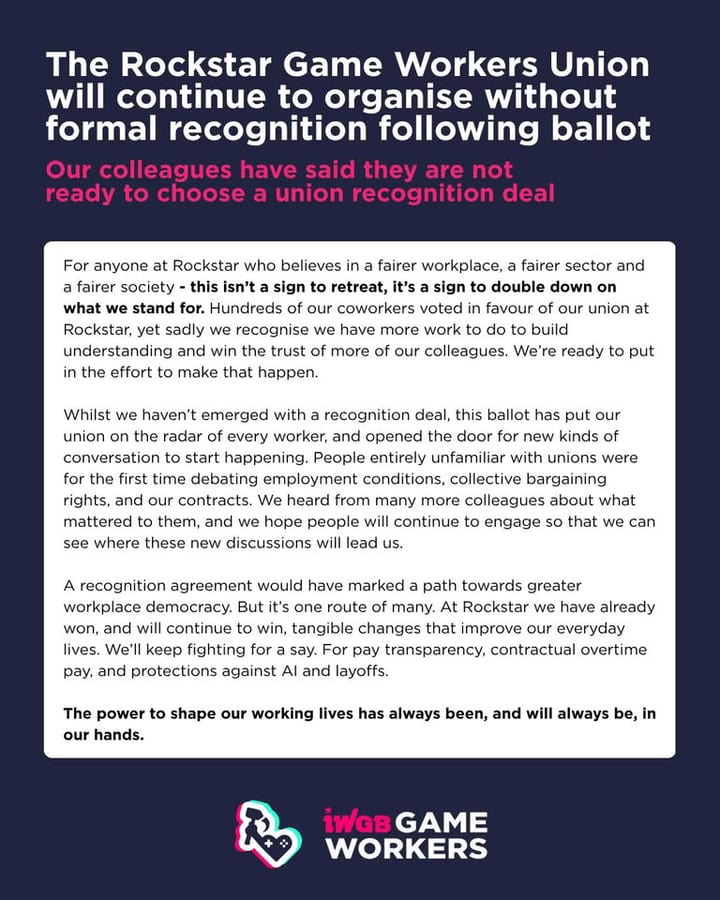 The Rockstar Game Workers Union
will continue to organise without
formal recognition following ballot
Our colleagues have said they are not
ready to choose a union recognition deal
For anyone at Rockstar who believes in a fairer workplace, a fairer sector and
a fairer society - this isn't a sign to retreat, it's a sign to double down on
what we stand for. Hundreds of our coworkers voted in favour of our union at
Rockstar, yet sadly we recognise we have more work to do to build
understanding and win the trust of more of our colleagues. We're ready to put
in the effort to make that happen.
Whilst we haven't emerged with a recognition deal, this ballot has put our
union on the radar of every worker, and opened the door for new kinds of
conversation to start happening. People entirely unfamiliar with unions were
for the first time debating employment conditions, collective bargaining
rights, and our contracts. We heard from many more colleagues about what
mattered to them, and we hope people will continue to engage so that we can
see where these new discussions will lead us.
A recognition agreement would have marked a path towards greater
workplace democracy. But it's one route of many. At Rockstar we have already
won, and will continue to win, tangible changes that improve our everyday
lives. We'll keep fighting for a say. For pay transparency, contractual overtime
pay, and protections against AI and layoffs.
The power to shape our working lives has always been, and will always be, in
our hands.
iWGB GAME
WORKERS